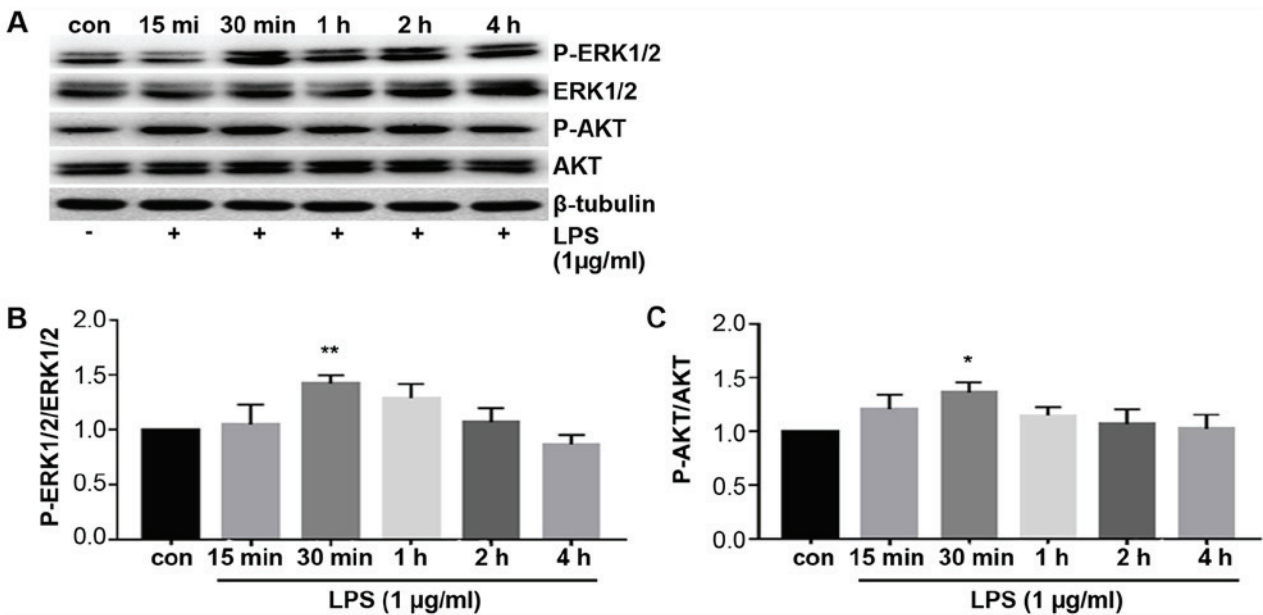 A
con 15 mi 30 min 1 h 2 h 4 h
P-ERK1/2
ERK1/2
P-AKT
AKT
β-tubulin
- + + + + + LPS
(1µg/ml)
B
P-ERK1/2/ERK1/2
2.0
1.5
1.0
0.5
0.0
**
con 15 min 30 min 1 h 2 h 4 h
LPS (1 µg/ml)
C
P-AKT/AKT
2.0
1.5
1.0
0.5
0.0
*
con 15 min 30 min 1 h 2 h 4 h
LPS (1 µg/ml)